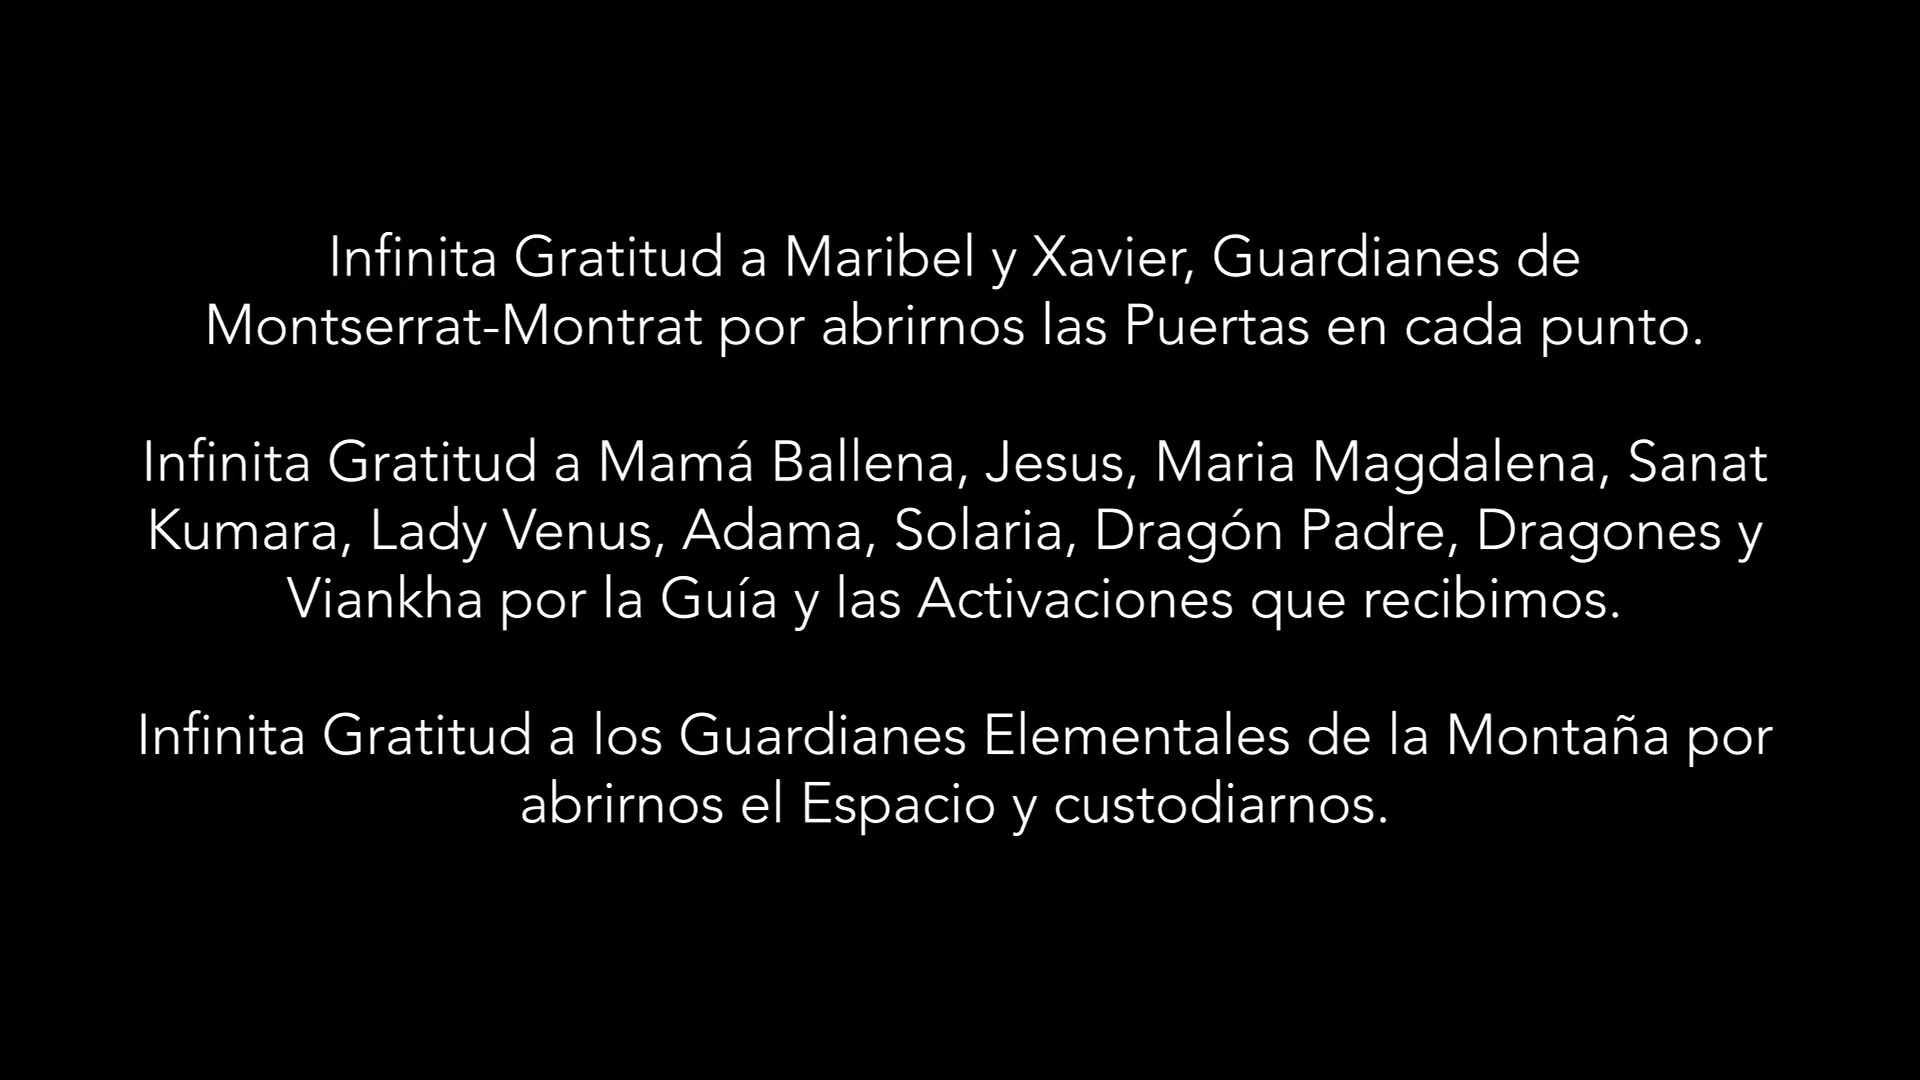 Infinita Gratitud a Maribel y Xavier, Guardianes de
Montserrat-Montrat por abrirnos las Puertas en cada punto.
Infinita Gratitud a Mamá Ballena, Jesus, Maria Magdalena, Sanat
Kumara, Lady Venus, Adama, Solaria, Dragón Padre, Dragones y
Viankha por la Guía y las Activaciones que recibimos.
Infinita Gratitud a los Guardianes Elementales de la Montaña por
abrirnos el Espacio y custodiarnos.